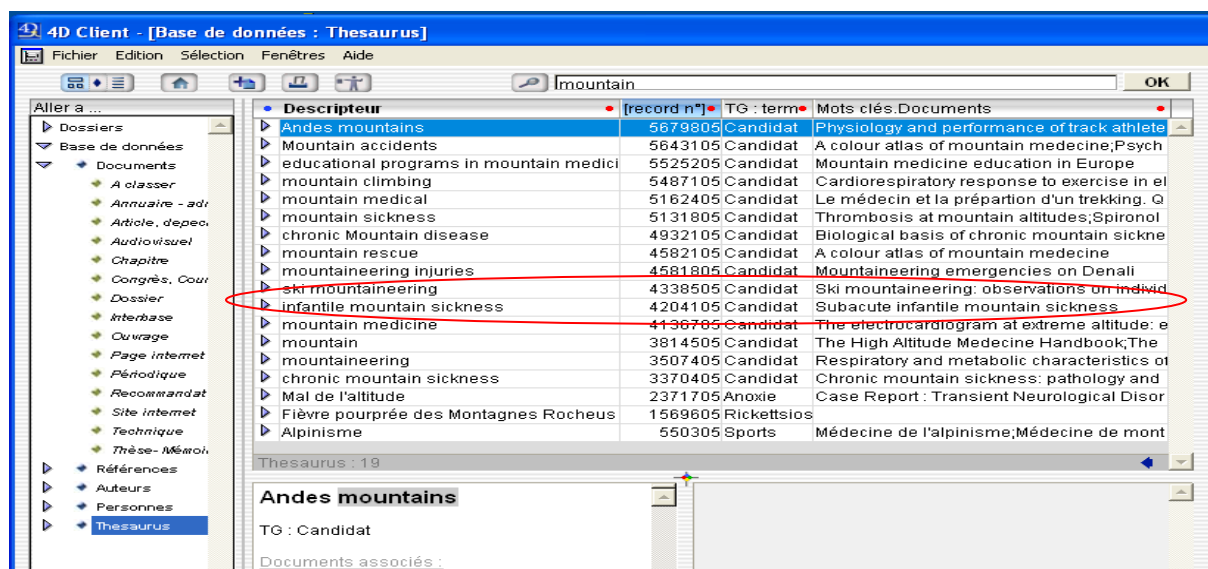 4D Client - [Base de données : Thesaurus]
Fichier Edition Sélection Fenêtres Aide
mountain OK
Aller a ...
Dossiers
Base de données
Documents
A classer
Annuaire - adr
Article, depec
Audiovisuel
Chapitre
Congrès, Cour
Dossier
Interbase
Ouvrage
Page internet
Périodique
Recommandat
Site internet
Technique
Thèse- Mémoi
Références
Auteurs
Personnes
Thesaurus
Descripteur [record n°] TG : term Mots clés.Documents
Andes mountains 5679805 Candidat Physiology and performance of track athlete
Mountain accidents 5643105 Candidat A colour atlas of mountain medecine;Psych
educational programs in mountain medici 5525205 Candidat Mountain medicine education in Europe
mountain climbing 5487105 Candidat Cardiorespiratory response to exercise in el
mountain medical 5162405 Candidat Le médecin et la prépartion d'un trekking. Q
mountain sickness 5131805 Candidat Thrombosis at mountain altitudes;Spironol
chronic Mountain disease 4932105 Candidat Biological basis of chronic mountain sickne
mountain rescue 4582105 Candidat A colour atlas of mountain medecine
mountaineering injuries 4581805 Candidat Mountaineering emergencies on Denali
ski mountaineering 4338505 Candidat Ski mountaineering: observations on individ
infantile mountain sickness 4204105 Candidat Subacute infantile mountain sickness
mountain medicine 4136705 Candidat The electrocardiogram at extreme altitude: e
mountain 3814505 Candidat The High Altitude Medecine Handbook;The
mountaineering 3507405 Candidat Respiratory and metabolic characteristics of
chronic mountain sickness 3370405 Candidat Chronic mountain sickness: pathology and
Mal de l'altitude 2371705 Anoxie Case Report : Transient Neurological Disor
Fièvre pourprée des Montagnes Rocheus 1569605 Rickettsios
Alpinisme 550305 Sports Médecine de l'alpinisme;Médecine de mont
Thesaurus : 19
Andes mountains
TG : Candidat
Documents associés :